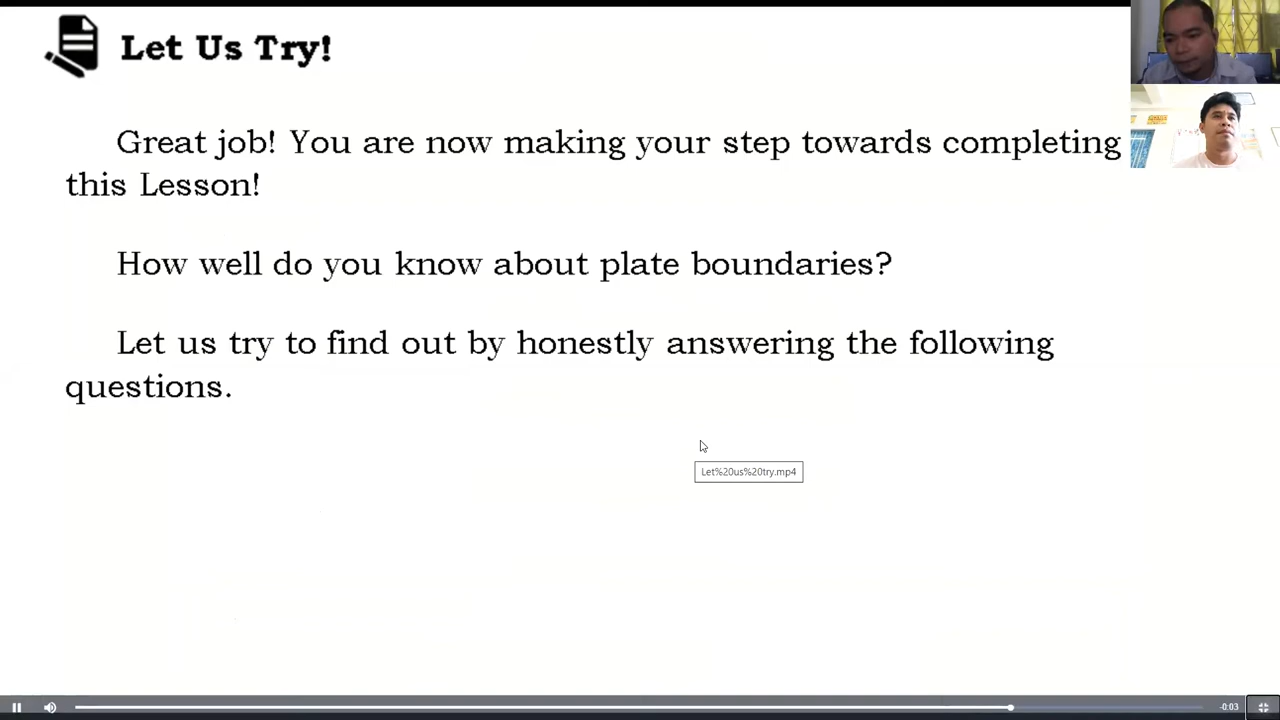 Let Us Try!
Great job! You are now making your step towards completing
this Lesson!
How well do you know about plate boundaries?
Let us try to find out by honestly answering the following
questions.
Let%20us%20try.mp4
-0:03